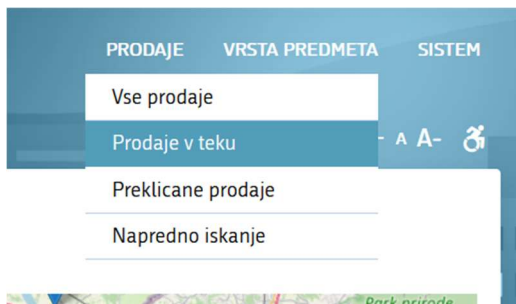 PRODAJE VRSTA PREDMETA SISTEM
Vse prodaje
Prodaje v teku
- A A-
Preklicane prodaje
Napredno iskanje
Park prirode